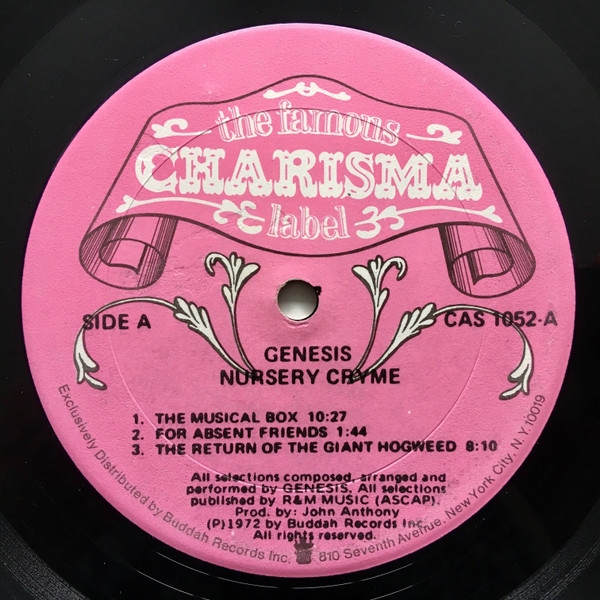 the famous
CHARISMA
label
SIDE A
CAS 1052-A
GENESIS
NURSERY CRYME
1. THE MUSICAL BOX 10:27
2. FOR ABSENT FRIENDS 1:44
3. THE RETURN OF THE GIANT HOGWEED 8:10
All selections composed, arranged and
performed by GENESIS. All selections
published by R&M MUSIC (ASCAP).
Prod. by: John Anthony
(P)1972 by Buddah Records Inc.
All rights reserved.
Exclusively Distributed by Buddah Records Inc. 810 Seventh Avenue, New York City, N.Y. 10019